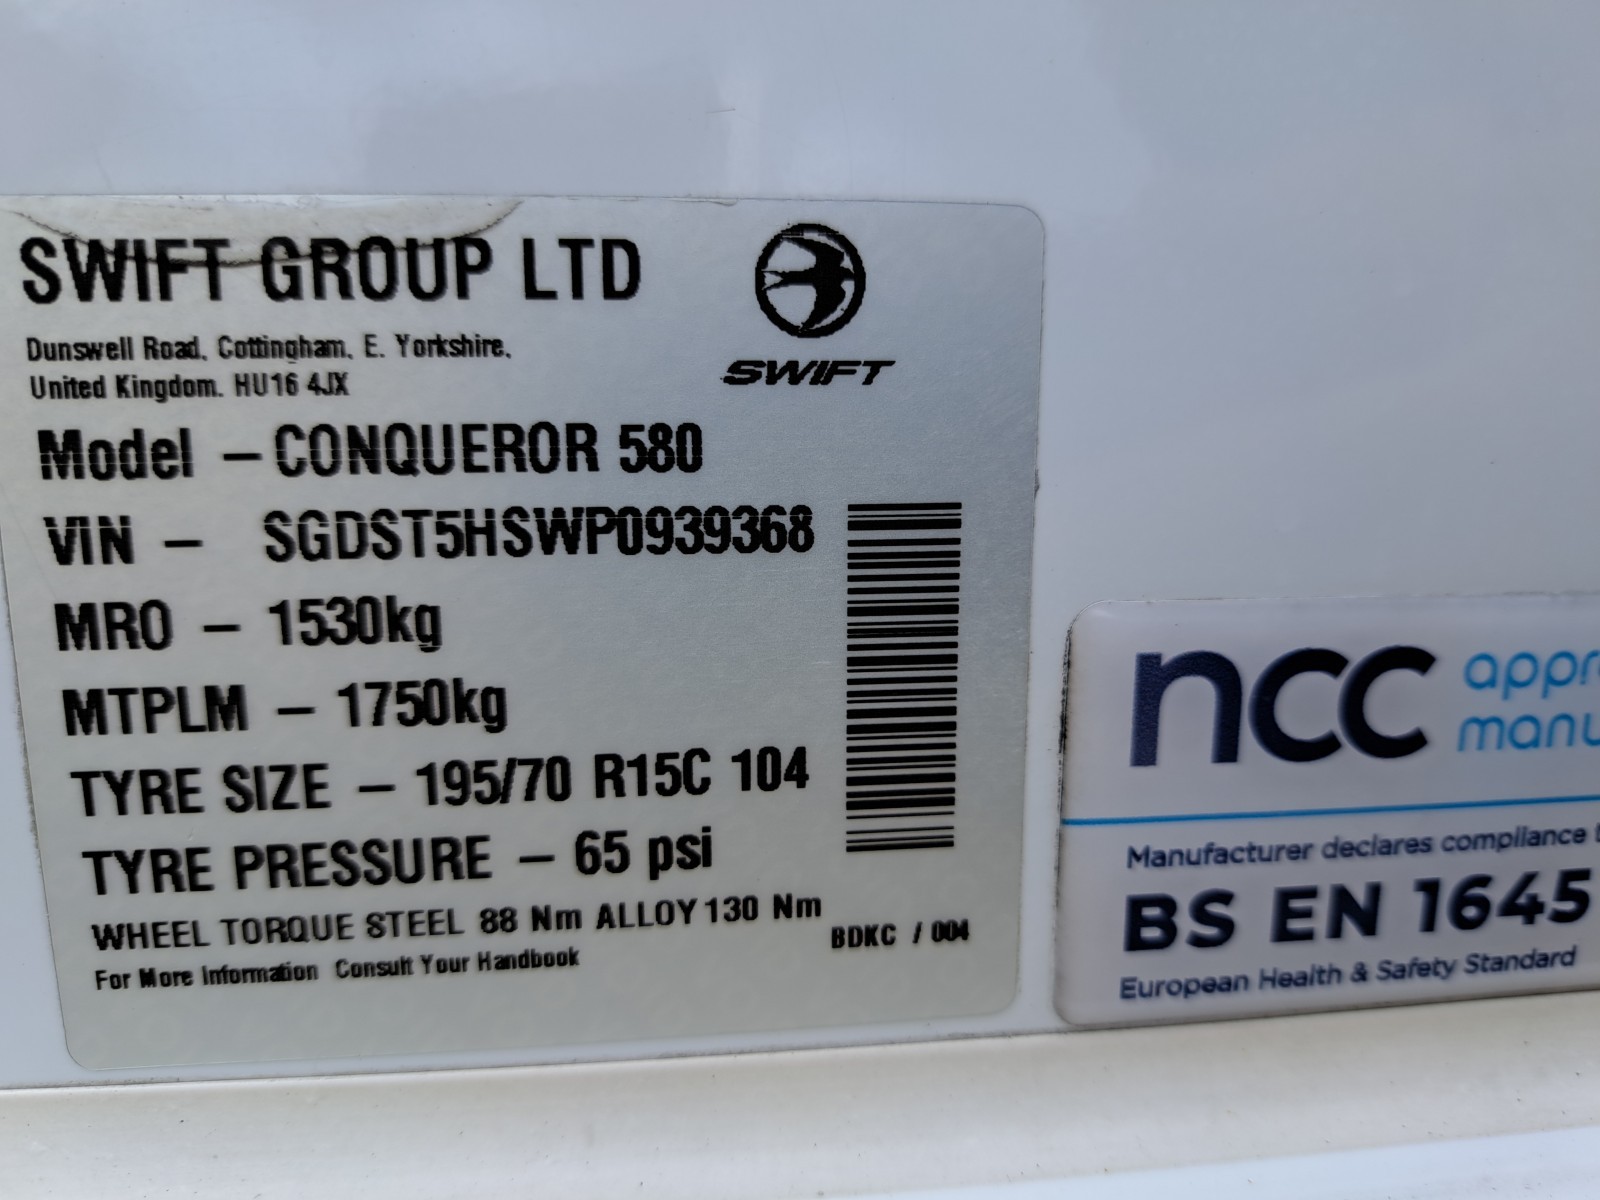 SWIFT GROUP LTD
SWIFT
Dunswell Road, Cottingham, E. Yorkshire,
United Kingdom. HU16 4JX
Model – CONQUEROR 580
VIN – SGDST5HSWP0939368
MRO – 1530kg
MTPLM – 1750kg
TYRE SIZE – 195/70 R15C 104
TYRE PRESSURE – 65 psi
WHEEL TORQUE STEEL 88 Nm ALLOY 130 Nm
For More Information Consult Your Handbook
BDKC / 004
ncc
Manufacturer declares compliance
BS EN 1645
European Health & Safety Standard